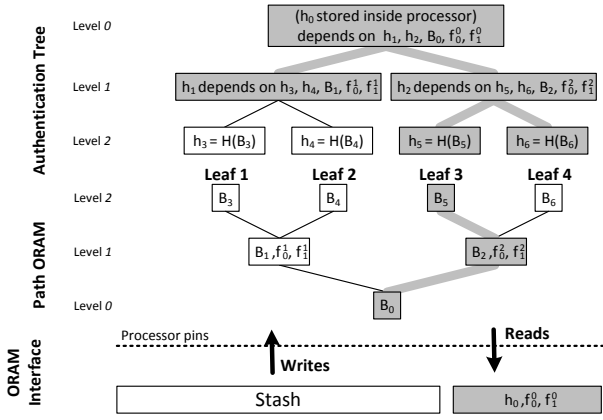 Authentication Tree
Level 0
(h₀ stored inside processor)
depends on h₁, h₂, B₀, f₀⁰, f₁⁰
Level 1
h₁ depends on h₃, h₄, B₁, f₀¹, f₁¹
h₂ depends on h₅, h₆, B₂, f₀², f₁²
Level 2
h₃ = H(B₃)
h₄ = H(B₄)
h₅ = H(B₅)
h₆ = H(B₆)
Path ORAM
Leaf 1
Leaf 2
Leaf 3
Leaf 4
Level 2
B₃
B₄
B₅
B₆
Level 1
B₁,f₀¹, f₁¹
B₂,f₀², f₁²
Level 0
B₀
ORAM
Interface
Processor pins
Writes
Reads
Stash
h₀,f₀⁰, f₁⁰